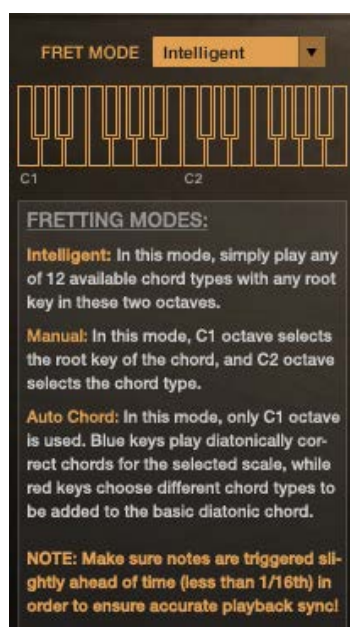 FRET MODE Intelligent
C1 C2
FRETTING MODES:
Intelligent: In this mode, simply play any
of 12 available chord types with any root
key in these two octaves.
Manual: In this mode, C1 octave selects
the root key of the chord, and C2 octave
selects the chord type.
Auto Chord: In this mode, only C1 octave
is used. Blue keys play diatonically cor-
rect chords for the selected scale, while
red keys choose different chord types to
be added to the basic diatonic chord.
NOTE: Make sure notes are triggered sli-
ghtly ahead of time (less than 1/16th) in
order to ensure accurate playback sync!